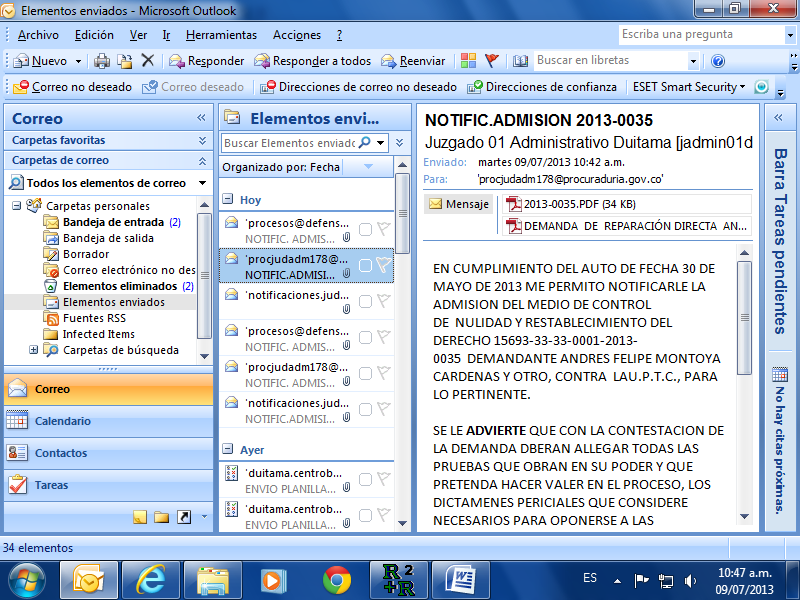 Elementos enviados - Microsoft Outlook
Archivo Edición Ver Ir Herramientas Acciones ? Escriba una pregunta
Nuevo Responder Responder a todos Reenviar Buscar en libretas
Correo no deseado Correo deseado Direcciones de correo no deseado Direcciones de confianza ESET Smart Security
Correo
Carpetas favoritas
Carpetas de correo
Todos los elementos de correo
Carpetas personales
Bandeja de entrada (2)
Bandeja de salida
Borrador
Correo electrónico no des
Elementos eliminados (2)
Elementos enviados
Fuentes RSS
Infected Items
Carpetas de búsqueda
Correo
Calendario
Contactos
Tareas
Elementos envi...
Buscar Elementos enviadc
Organizado por: Fecha
Hoy
'procesos@defens...
NOTIFIC. ADMIS...
'procjudadm178@...
NOTIFIC.ADMISI...
'notificaciones.jud...
'procesos@defens...
NOTIFIC. ADMIS...
'procjudadm178@...
NOTIFIC.ADMISI...
'notificaciones.jud...
NOTIFIC.ADMISI...
Ayer
'duitama.centrob...
ENVIO PLANILLA...
'duitama.centrob...
ENVIO PLANILLA...
NOTIFIC.ADMISION 2013-0035
Juzgado 01 Administrativo Duitama [jadmin01d
Enviado: martes 09/07/2013 10:42 a.m.
Para: 'procjudadm178@procuraduria.gov.co'
Mensaje 2013-0035.PDF (34 KB)
DEMANDA DE REPARACIÓN DIRECTA AN...
EN CUMPLIMIENTO DEL AUTO DE FECHA 30 DE
MAYO DE 2013 ME PERMITO NOTIFICARLE LA
ADMISION DEL MEDIO DE CONTROL
DE NULIDAD Y RESTABLECIMIENTO DEL
DERECHO 15693-33-33-0001-2013-
0035 DEMANDANTE ANDRES FELIPE MONTOYA
CARDENAS Y OTRO, CONTRA LAU.P.T.C., PARA
LO PERTINENTE.
SE LE ADVIERTE QUE CON LA CONTESTACION DE
LA DEMANDA DBERAN ALLEGAR TODAS LAS
PRUEBAS QUE OBRAN EN SU PODER Y QUE
PRETENDA HACER VALER EN EL PROCESO, LOS
DICTAMENES PERICIALES QUE CONSIDERE
NECESARIOS PARA OPONERSE A LAS
Barra Tareas pendientes
No hay citas próximas.
34 elementos
R2
+R
ES
10:47 a.m.
09/07/2013